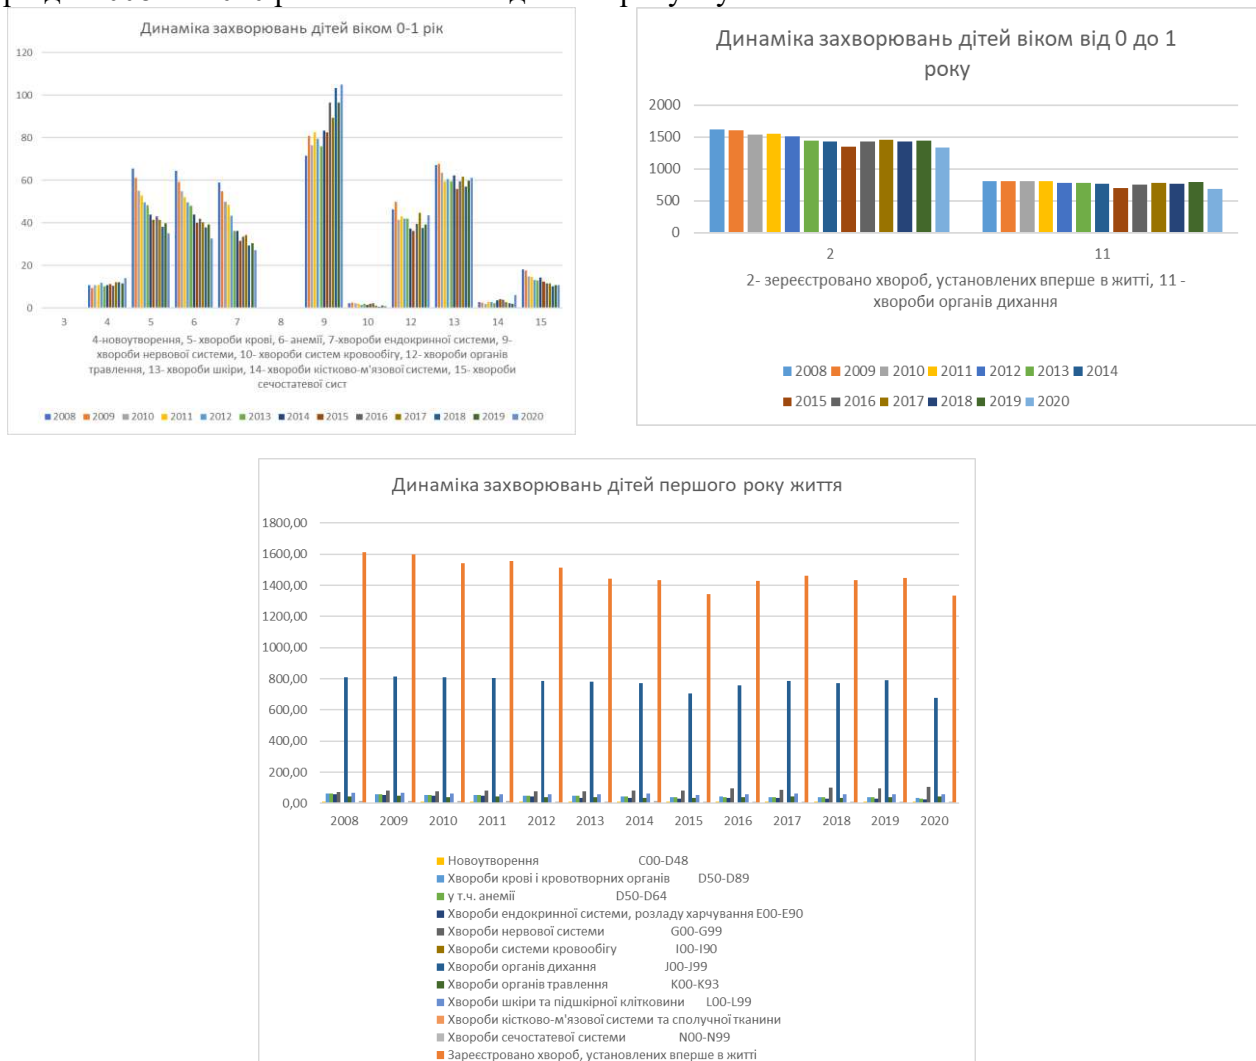 Динаміка захворювань дітей віком 0-1 рік
120
100
80
60
40
20
0
3 4 5 6 7 8 9 10 12 13 14 15
4-новоутворення, 5- хвороби крові, 6- анемії, 7-хвороби ендокринної системи, 9-
хвороби нервової системи, 10- хвороби систем кровообігу, 12- хвороби органів
травлення, 13- хвороби шкіри, 14- хвороби кістково-м'язової системи, 15- хвороби
сечостатевої сист
2008 2009 2010 2011 2012 2013 2014 2015 2016 2017 2018 2019 2020
Динаміка захворювань дітей віком від 0 до 1
року
2000
1500
1000
500
0
2 11
2- зереєстровано хвороб, установлених вперше в житті, 11 -
хвороби органів дихання
2008 2009 2010 2011 2012 2013 2014
2015 2016 2017 2018 2019 2020
Динаміка захворювань дітей першого року життя
1800,00
1600,00
1400,00
1200,00
1000,00
800,00
600,00
400,00
200,00
0,00
2008 2009 2010 2011 2012 2013 2014 2015 2016 2017 2018 2019 2020
Новоутворення C00-D48
Хвороби крові і кровотворних органів D50-D89
у т.ч. анемії D50-D64
Хвороби ендокринної системи, розладу харчування E00-E90
Хвороби нервової системи G00-G99
Хвороби системи кровообігу I00-I90
Хвороби органів дихання J00-J99
Хвороби органів травлення K00-K93
Хвороби шкіри та підшкірної клітковини L00-L99
Хвороби кістково-м'язової системи та сполучної тканини
Хвороби сечостатевої системи N00-N99
Зареєстровано хвороб, установлених вперше в житті